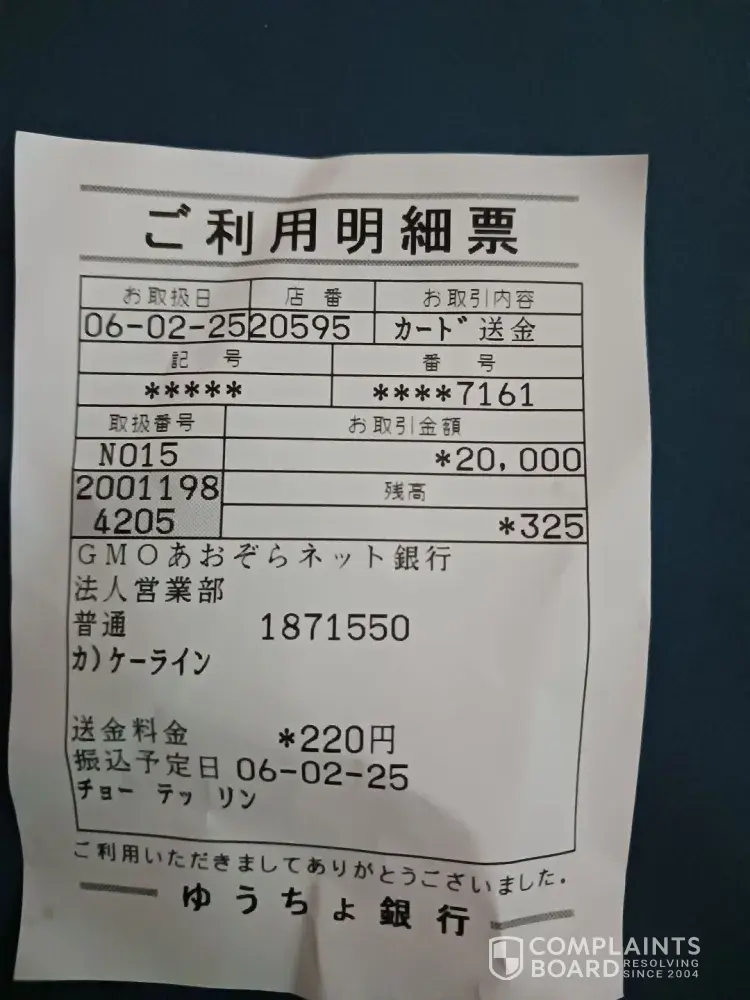 ご利用明細票
お取扱日 店番 お取引内容
06-02-25 20595 カード送金
記号 番号
***** ****7161
取扱番号 お取引金額
N015 *20,000
2001198 残高
4205 *325
GMOあおぞらネット銀行
法人営業部
普通 1871550
カ)ケーライン
送金料金 *220円
振込予定日 06-02-25
チョー テッ リン
ご利用いただきましてありがとうございました。
ゆうちょ銀行
COMPLAINTS
BOARD RESOLVING
SINCE 2004